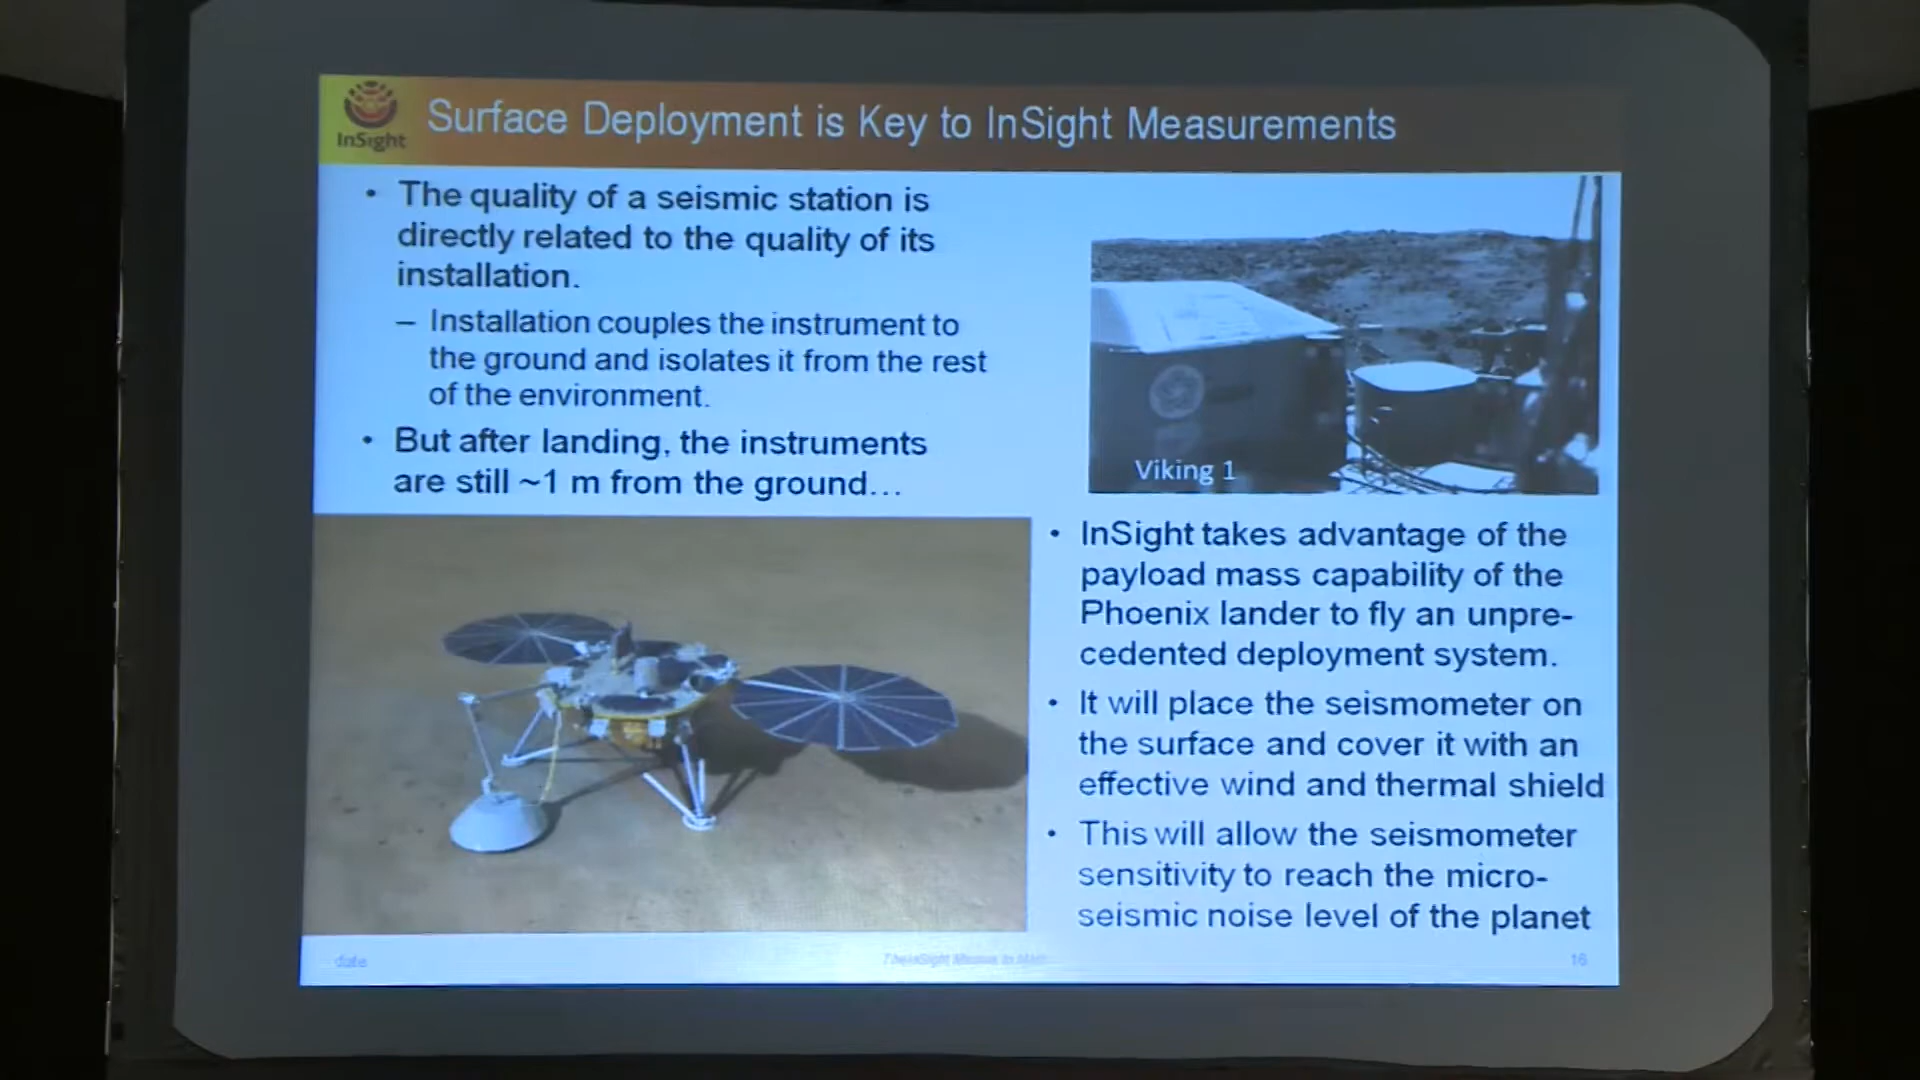 InSight
Surface Deployment is Key to InSight Measurements
• The quality of a seismic station is
directly related to the quality of its
installation.
– Installation couples the instrument to
the ground and isolates it from the rest
of the environment.
• But after landing, the instruments
are still ~1 m from the ground…
Viking 1
• InSight takes advantage of the
payload mass capability of the
Phoenix lander to fly an unpre-
cedented deployment system.
• It will place the seismometer on
the surface and cover it with an
effective wind and thermal shield
• This will allow the seismometer
sensitivity to reach the micro-
seismic noise level of the planet
date
16